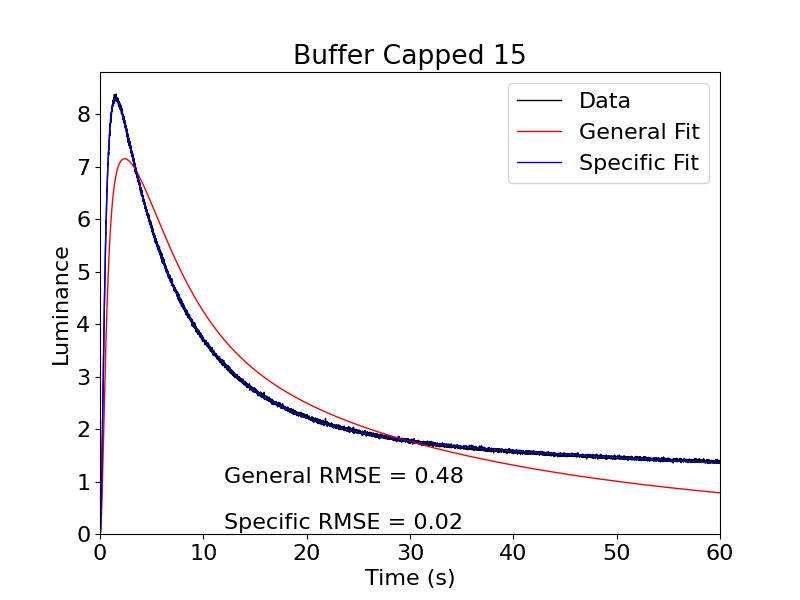 Buffer Capped 15
Data
General Fit
Specific Fit
8
7
6
5
4
3
2
1
0
Luminance
General RMSE = 0.48
Specific RMSE = 0.02
0 10 20 30 40 50 60
Time (s)